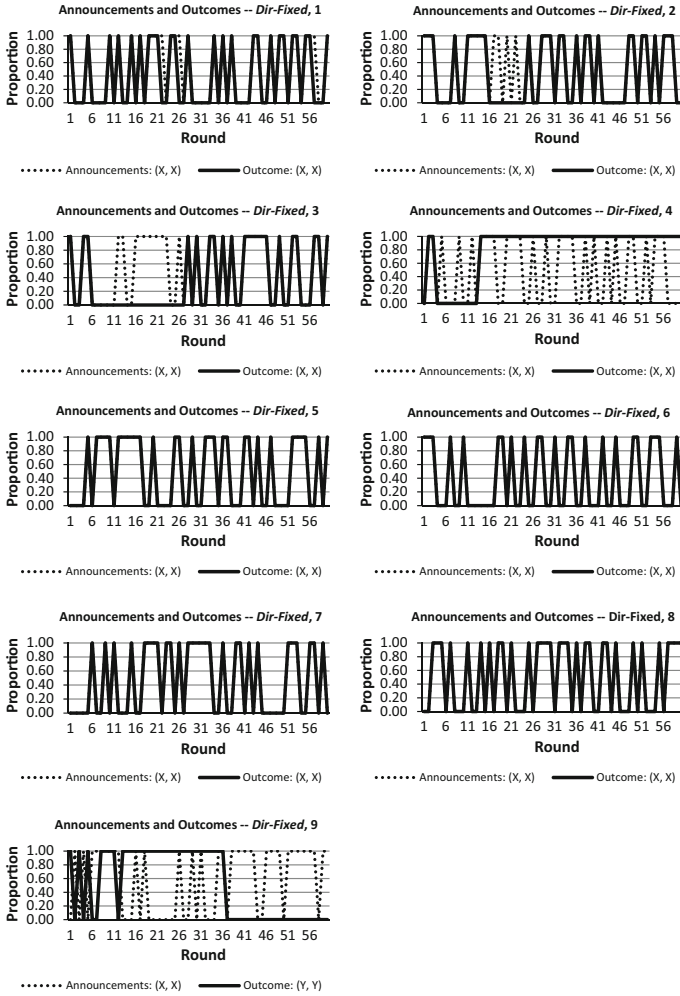 Announcements and Outcomes -- Dir-Fixed, 1
Proportion
1.00
0.80
0.60
0.40
0.20
0.00
1 6 11 16 21 26 31 36 41 46 51 56
Round
Announcements: (X, X) Outcome: (X, X)
Announcements and Outcomes -- Dir-Fixed, 2
Proportion
1.00
0.80
0.60
0.40
0.20
0.00
1 6 11 16 21 26 31 36 41 46 51 56
Round
Announcements: (X, X) Outcome: (X, X)
Announcements and Outcomes -- Dir-Fixed, 3
Proportion
1.00
0.80
0.60
0.40
0.20
0.00
1 6 11 16 21 26 31 36 41 46 51 56
Round
Announcements: (X, X) Outcome: (X, X)
Announcements and Outcomes -- Dir-Fixed, 4
Proportion
1.00
0.80
0.60
0.40
0.20
0.00
1 6 11 16 21 26 31 36 41 46 51 56
Round
Announcements: (X, X) Outcome: (X, X)
Announcements and Outcomes -- Dir-Fixed, 5
Proportion
1.00
0.80
0.60
0.40
0.20
0.00
1 6 11 16 21 26 31 36 41 46 51 56
Round
Announcements: (X, X) Outcome: (X, X)
Announcements and Outcomes -- Dir-Fixed, 6
Proportion
1.00
0.80
0.60
0.40
0.20
0.00
1 6 11 16 21 26 31 36 41 46 51 56
Round
Announcements: (X, X) Outcome: (X, X)
Announcements and Outcomes -- Dir-Fixed, 7
Proportion
1.00
0.80
0.60
0.40
0.20
0.00
1 6 11 16 21 26 31 36 41 46 51 56
Round
Announcements: (X, X) Outcome: (X, X)
Announcements and Outcomes -- Dir-Fixed, 8
Proportion
1.00
0.80
0.60
0.40
0.20
0.00
1 6 11 16 21 26 31 36 41 46 51 56
Round
Announcements: (X, X) Outcome: (X, X)
Announcements and Outcomes -- Dir-Fixed, 9
Proportion
1.00
0.80
0.60
0.40
0.20
0.00
1 6 11 16 21 26 31 36 41 46 51 56
Round
Announcements: (X, X) Outcome: (Y, Y)